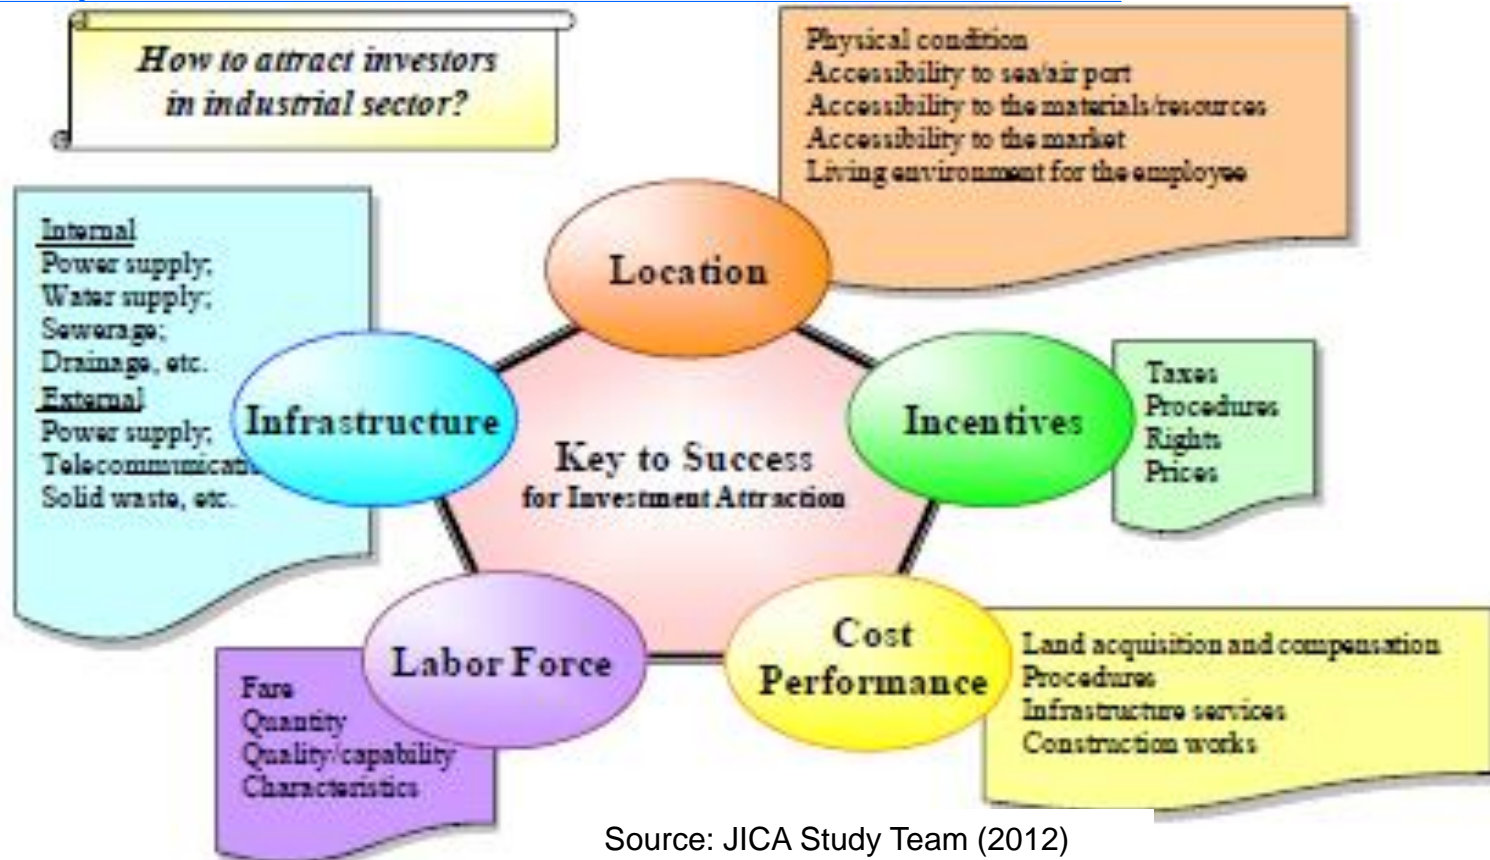 How to attract investors
in industrial sector?
Physical condition
Accessibility to sea/air port
Accessibility to the materials/resources
Accessibility to the market
Living environment for the employee
Location
Internal
Power supply;
Water supply;
Sewerage;
Drainage, etc.
External
Power supply;
Telecommunicati
Solid waste, etc.
Infrastructure
Key to Success
for Investment Attraction
Incentives
Taxes
Procedures
Rights
Prices
Labor Force
Fare
Quantity
Quality/capability
Characteristics
Cost
Performance
Land acquisition and compensation
Procedures
Infrastructure services
Construction works
Source: JICA Study Team (2012)